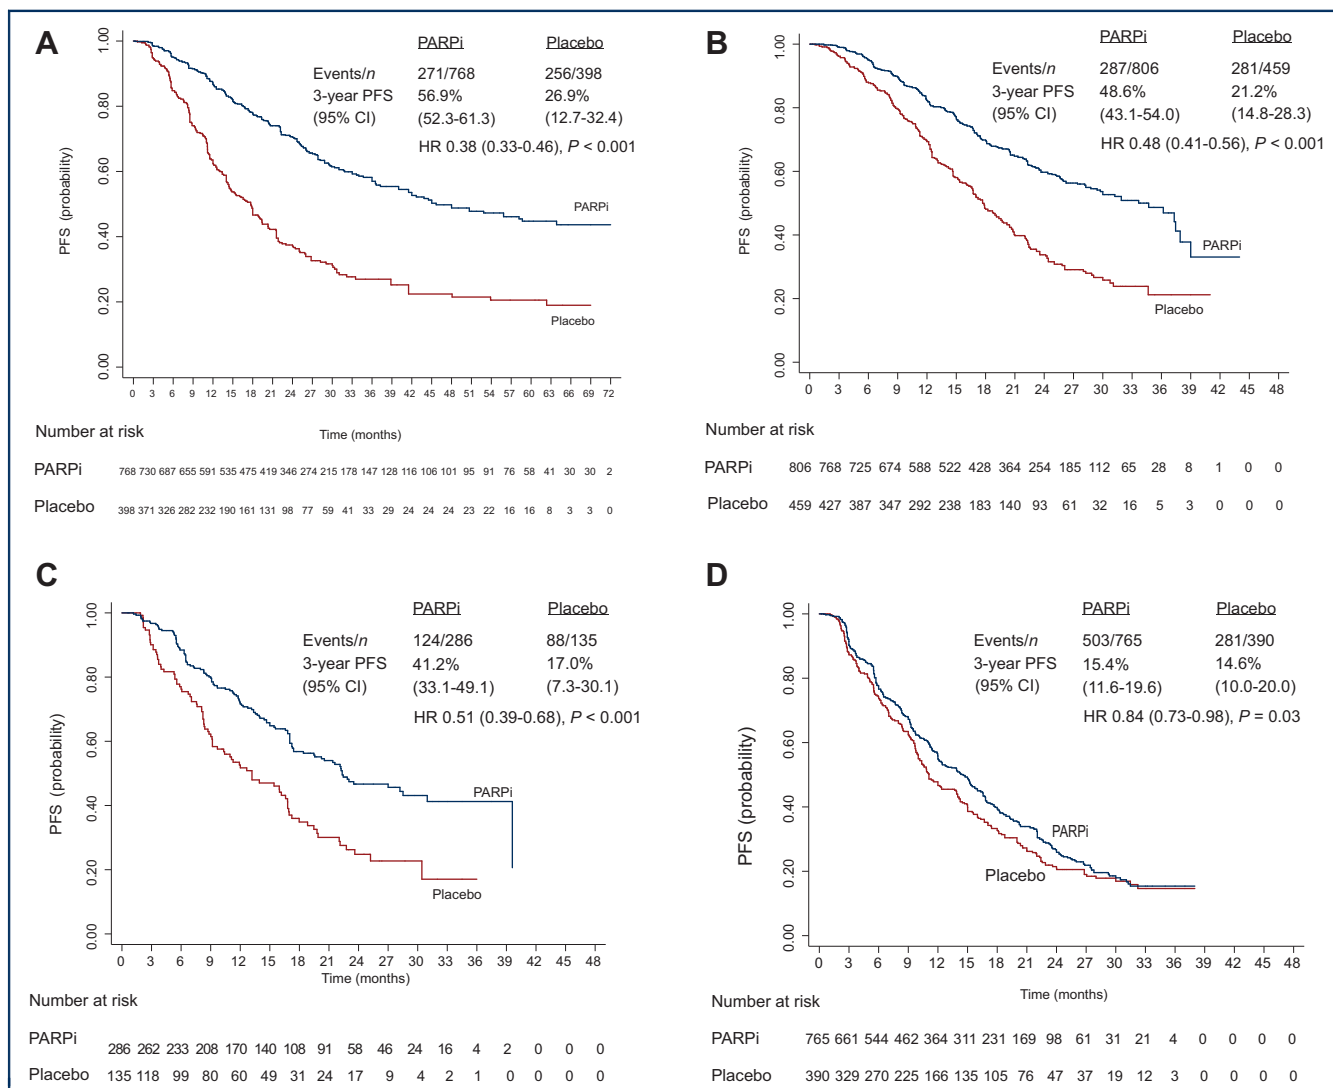 A
PARPi Placebo
Events/n 271/768 256/398
3-year PFS 56.9% 26.9%
(95% CI) (52.3-61.3) (12.7-32.4)
HR 0.38 (0.33-0.46), P < 0.001
PFS (probability)
1.00
0.80
0.60
0.40
0.20
0.00
PARPi
Placebo
0 3 6 9 12 15 18 21 24 27 30 33 36 39 42 45 48 51 54 57 60 63 66 69 72
Number at risk
Time (months)
PARPi 768 730 687 655 591 535 475 419 346 274 215 178 147 128 116 106 101 95 91 76 58 41 30 30 2
Placebo 398 371 326 282 232 190 161 131 98 77 59 41 33 29 24 24 24 23 22 16 16 8 3 3 0
B
PARPi Placebo
Events/n 287/806 281/459
3-year PFS 48.6% 21.2%
(95% CI) (43.1-54.0) (14.8-28.3)
HR 0.48 (0.41-0.56), P < 0.001
PFS (probability)
1.00
0.80
0.60
0.40
0.20
0.00
PARPi
Placebo
0 3 6 9 12 15 18 21 24 27 30 33 36 39 42 45 48
Number at risk
PARPi 806 768 725 674 588 522 428 364 254 185 112 65 28 8 1 0 0
Placebo 459 427 387 347 292 238 183 140 93 61 32 16 5 3 0 0 0
C
PARPi Placebo
Events/n 124/286 88/135
3-year PFS 41.2% 17.0%
(95% CI) (33.1-49.1) (7.3-30.1)
HR 0.51 (0.39-0.68), P < 0.001
PFS (probability)
1.00
0.80
0.60
0.40
0.20
0.00
PARPi
Placebo
0 3 6 9 12 15 18 21 24 27 30 33 36 39 42 45 48
Time (months)
Number at risk
PARPi 286 262 233 208 170 140 108 91 58 46 24 16 4 2 0 0 0
Placebo 135 118 99 80 60 49 31 24 17 9 4 2 1 0 0 0 0
D
PARPi Placebo
Events/n 503/765 281/390
3-year PFS 15.4% 14.6%
(95% CI) (11.6-19.6) (10.0-20.0)
HR 0.84 (0.73-0.98), P = 0.03
PFS (probability)
1.00
0.80
0.60
0.40
0.20
0.00
PARPi
Placebo
0 3 6 9 12 15 18 21 24 27 30 33 36 39 42 45 48
Number at risk
Time (months)
PARPi 765 661 544 462 364 311 231 169 98 61 31 21 4 0 0 0 0
Placebo 390 329 270 225 166 135 105 76 47 37 19 12 3 0 0 0 0